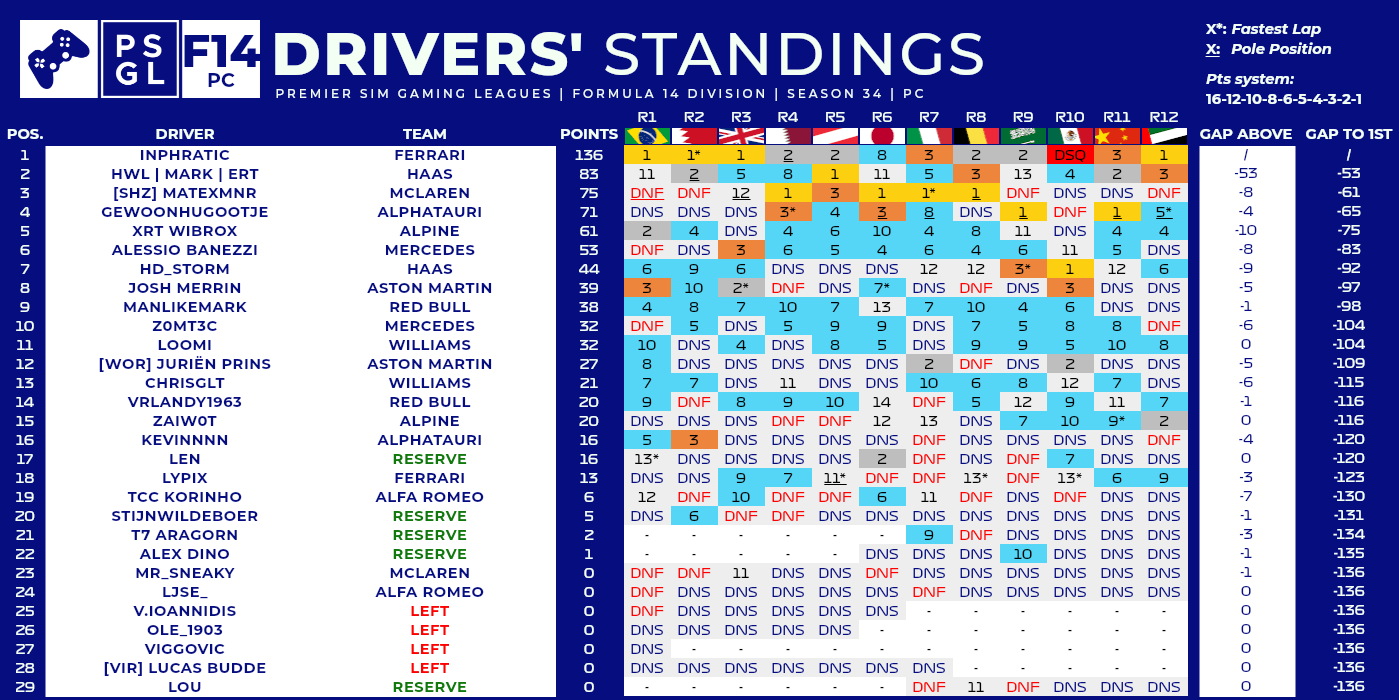 PS
GL
F14
PC
DRIVERS' STANDINGS
PREMIER SIM GAMING LEAGUES | FORMULA 14 DIVISION | SEASON 34 | PC
X*: Fastest Lap
X: Pole Position
Pts system:
16-12-10-8-6-5-4-3-2-1
POS. DRIVER TEAM POINTS R1 R2 R3 R4 R5 R6 R7 R8 R9 R10 R11 R12 GAP ABOVE GAP TO 1ST
1 INPHRATIC FERRARI 136 1 1* 1 2 2 8 3 2 2 DSQ 3 1 / /
2 HWL | MARK | ERT HAAS 83 11 2 5 8 1 11 5 3 13 4 2 3 -53 -53
3 [SHZ] MATEXMNR MCLAREN 75 DNF DNF 12 1 3 1 1* 1 DNF DNS DNS DNF -8 -61
4 GEWOONHUGOOTJE ALPHATAURI 71 DNS DNS DNS 3* 4 3 8 DNS 1 DNF 1 5* -4 -65
5 XRT WIBROX ALPINE 61 2 4 DNS 4 6 10 4 8 11 DNS 4 4 -10 -75
6 ALESSIO BANEZZI MERCEDES 53 DNF DNS 3 6 5 4 6 4 6 11 5 DNS -8 -83
7 HD_STORM HAAS 44 6 9 6 DNS DNS DNS 12 12 3* 1 12 6 -9 -92
8 JOSH MERRIN ASTON MARTIN 39 3 10 2* DNF DNS 7* DNS DNF DNS 3 DNS DNS -5 -97
9 MANLIKEMARK RED BULL 38 4 8 7 10 7 13 7 10 4 6 DNS DNS -1 -98
10 Z0MT3C MERCEDES 32 DNF 5 DNS 5 9 9 DNS 7 5 8 8 DNF -6 -104
11 LOOMI WILLIAMS 32 10 DNS 4 DNS 8 5 DNS 9 9 5 10 8 0 -104
12 [WOR] JURIËN PRINS ASTON MARTIN 27 8 DNS DNS DNS DNS DNS 2 DNF DNS 2 DNS DNS -5 -109
13 CHRISGLT WILLIAMS 21 7 7 DNS 11 DNS DNS 10 6 8 12 7 DNS -6 -115
14 VRLANDY1963 RED BULL 20 9 DNF 8 9 10 14 DNF 5 12 9 11 7 -1 -116
15 ZAIW0T ALPINE 20 DNS DNS DNS DNF DNF 12 13 DNS 7 10 9* 2 0 -116
16 KEVINNNN ALPHATAURI 16 5 3 DNS DNS DNS DNS DNF DNS DNS DNS DNS DNF -4 -120
17 LEN RESERVE 16 13* DNS DNS DNS DNS 2 DNF DNS DNF 7 DNS DNS 0 -120
18 LYPIX FERRARI 13 DNS DNS 9 7 11* DNF DNF 13* DNF 13* 6 9 -3 -123
19 TCC KORINHO ALFA ROMEO 6 12 DNF 10 DNF DNF 6 11 DNF DNS DNF DNS DNS -7 -130
20 STIJNWILDEBOER RESERVE 5 DNS 6 DNF DNF DNS DNS DNS DNS DNS DNS DNS DNS -1 -131
21 T7 ARAGORN RESERVE 2 - - - - - - 9 DNF DNS DNS DNS DNS -3 -134
22 ALEX DINO RESERVE 1 - - - - - DNS DNS DNS 10 DNS DNS DNS -1 -135
23 MR_SNEAKY MCLAREN 0 DNF DNF 11 DNS DNS DNF DNS DNS DNS DNS DNS DNS -1 -136
24 LJSE_ ALFA ROMEO 0 DNF DNS DNS DNS DNS DNS DNF DNS DNS DNS DNS DNS 0 -136
25 V.IOANNIDIS LEFT 0 DNF DNS DNS DNS DNS DNS - - - - - - 0 -136
26 OLE_1903 LEFT 0 DNS DNS DNS DNS DNS - - - - - - - 0 -136
27 VIGGOVIC LEFT 0 DNS - - - - - - - - - - - 0 -136
28 [VIR] LUCAS BUDDE LEFT 0 DNS DNS DNS DNS DNS DNS DNS - - - - - 0 -136
29 LOU RESERVE 0 - - - - - - DNF 11 DNF DNS DNS DNS 0 -136